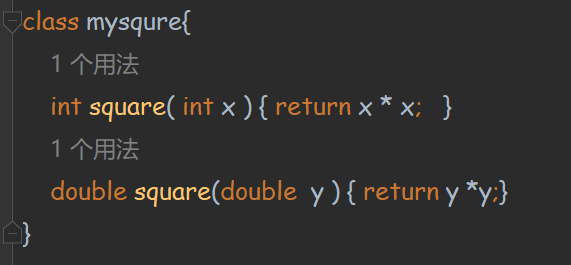 class mysqure{
1 个用法
int square( int x ) { return x * x;   }
1 个用法
double square(double  y ) { return y *y;}
}